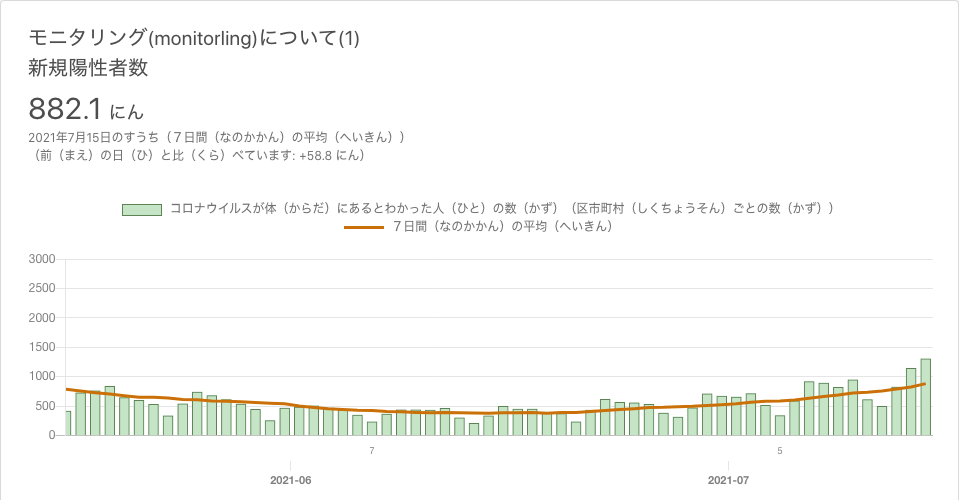 モニタリング(monitorling)について(1)
新規陽性者数
882.1 にん
2021年7月15日のすうち（７日間（なのかかん）の平均（へいきん））
（前（まえ）の日（ひ）と比（くら）べています: +58.8 にん）
コロナウイルスが体（からだ）にあるとわかった人（ひと）の数（かず）（区市町村（しくちょうそん）ごとの数（かず））
７日間（なのかかん）の平均（へいきん）
3000
2500
2000
1500
1000
500
0
7 5
2021-06 2021-07